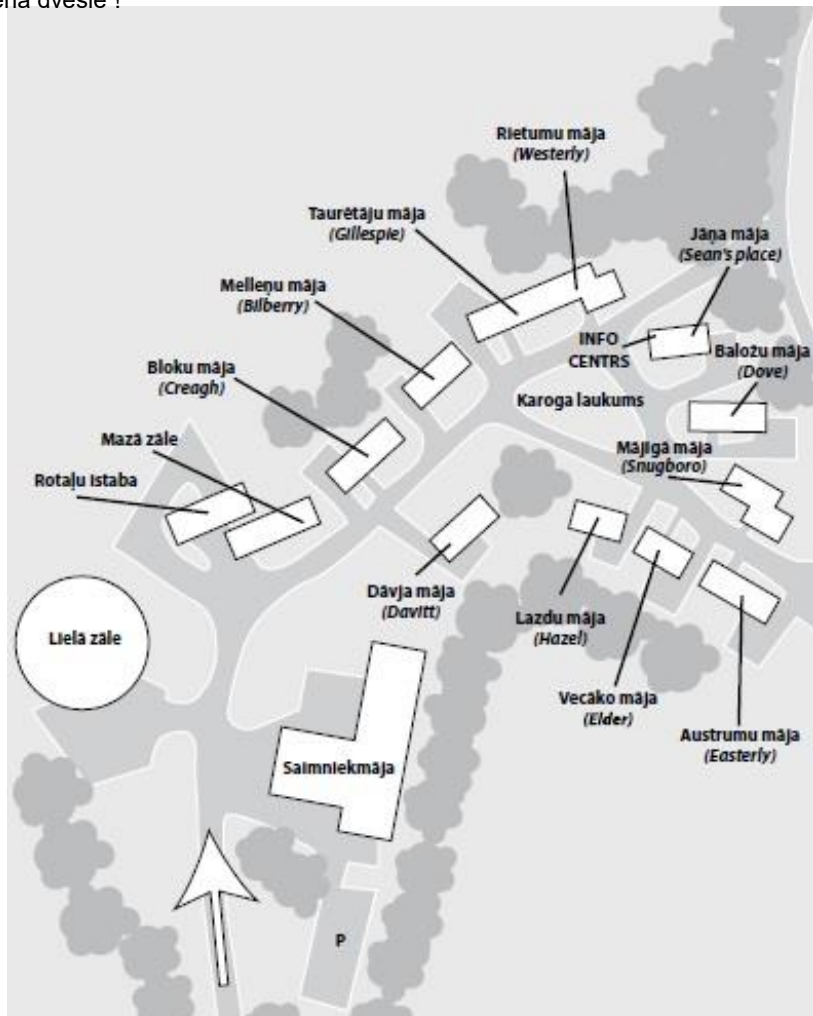 dvēsle !
Rietumu māja
(Westerly)
Taurētāju māja
(Gillespie)
Jāņa māja
(Sean's place)
Melleņu māja
(Bilberry)
INFO
CENTRS
Baložu māja
(Dove)
Bloku māja
(Creagh)
Karoga laukums
Mazā zāle
Mājīgā māja
(Snugboro)
Rotaļu istaba
Dāvja māja
(Davitt)
Lazdu māja
(Hazel)
Lielā zāle
Vecāko māja
(Elder)
Austrumu māja
(Easterly)
Saimniekmāja
P